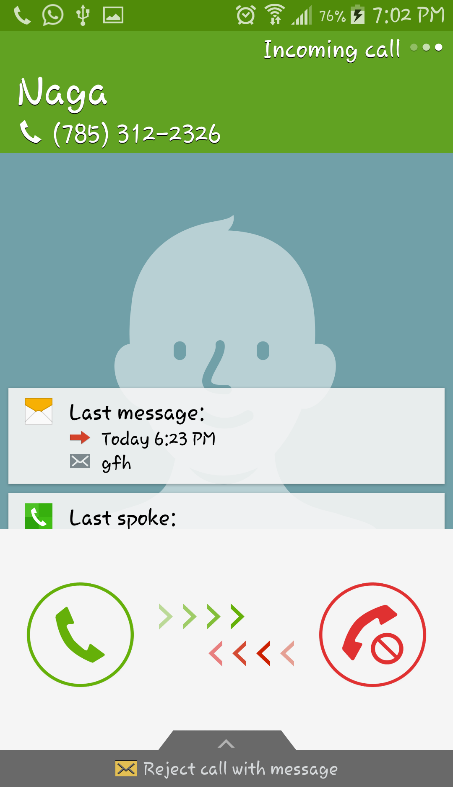 76% 7:02 PM
Incoming call
Naga
(785) 312-2326
Last message:
Today 6:23 PM
gfh
Last spoke:
Reject call with message